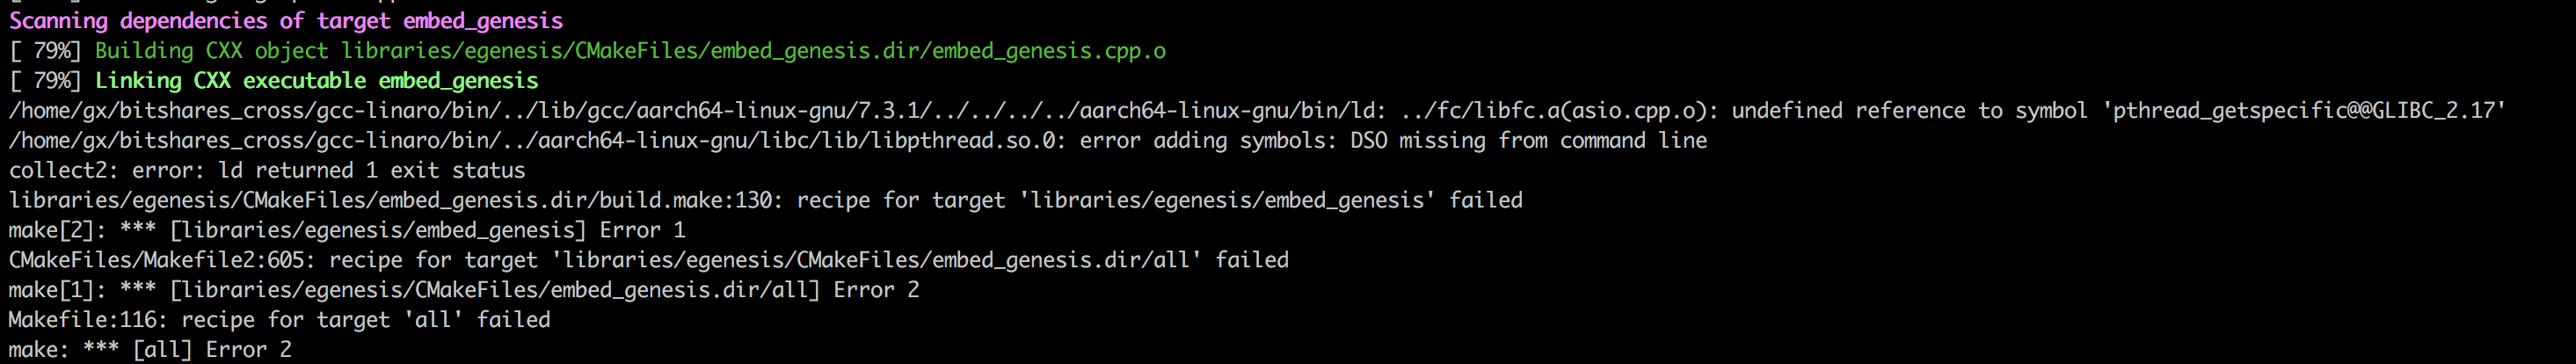 Scanning dependencies of target embed_genesis
[ 79%] Building CXX object libraries/egenesis/CMakeFiles/embed_genesis.dir/embed_genesis.cpp.o
[ 79%] Linking CXX executable embed_genesis
/home/gx/bitshares_cross/gcc-linaro/bin/../lib/gcc/aarch64-linux-gnu/7.3.1/../../../../aarch64-linux-gnu/bin/ld: ../fc/libfc.a(asio.cpp.o): undefined reference to symbol 'pthread_getspecific@@GLIBC_2.17'
/home/gx/bitshares_cross/gcc-linaro/bin/../aarch64-linux-gnu/libc/lib/libpthread.so.0: error adding symbols: DSO missing from command line
collect2: error: ld returned 1 exit status
libraries/egenesis/CMakeFiles/embed_genesis.dir/build.make:130: recipe for target 'libraries/egenesis/embed_genesis' failed
make[2]: *** [libraries/egenesis/embed_genesis] Error 1
CMakeFiles/Makefile2:605: recipe for target 'libraries/egenesis/CMakeFiles/embed_genesis.dir/all' failed
make[1]: *** [libraries/egenesis/CMakeFiles/embed_genesis.dir/all] Error 2
Makefile:116: recipe for target 'all' failed
make: *** [all] Error 2